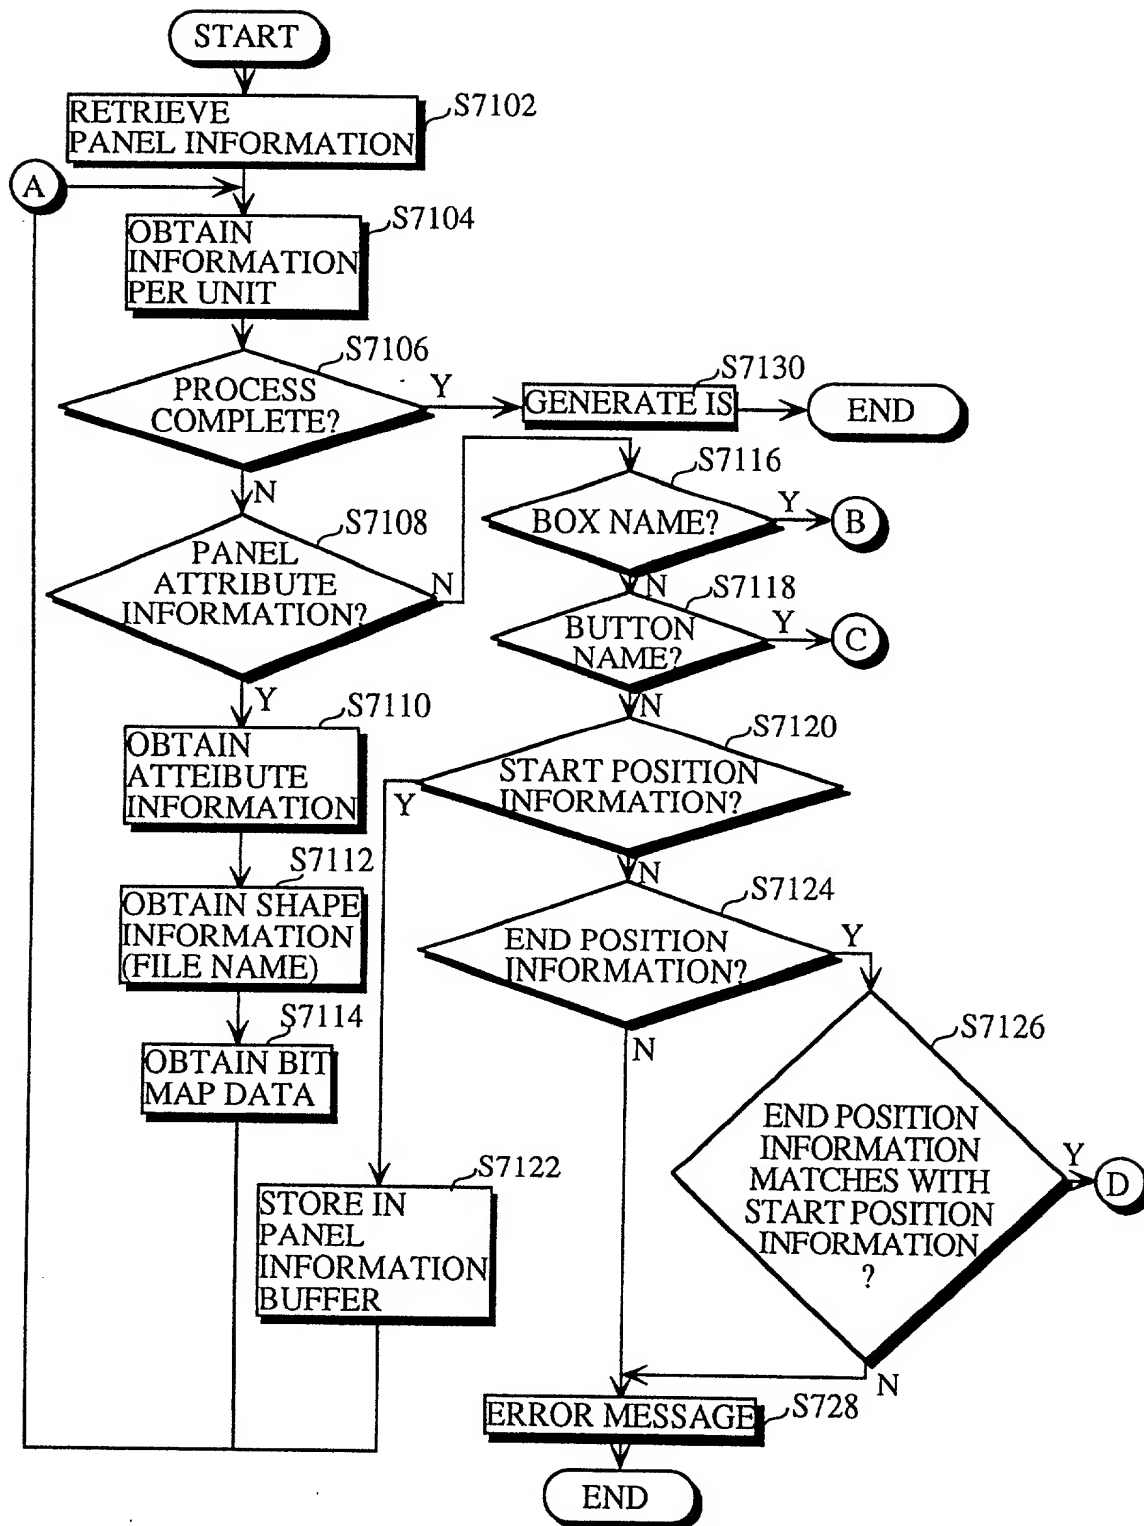 START
RETRIEVE
PANEL INFORMATION
S7102
A
OBTAIN
INFORMATION
PER UNIT
S7104
PROCESS
COMPLETE?
S7106
Y
N
GENERATE IS
S7130
END
PANEL
ATTRIBUTE
INFORMATION?
S7108
N
Y
BOX NAME?
S7116
Y
B
N
BUTTON
NAME?
S7118
Y
C
N
OBTAIN
ATTEIBUTE
INFORMATION
S7110
START POSITION
INFORMATION?
S7120
Y
N
OBTAIN SHAPE
INFORMATION
(FILE NAME)
S7112
END POSITION
INFORMATION?
S7124
Y
N
OBTAIN BIT
MAP DATA
S7114
END POSITION
INFORMATION
MATCHES WITH
START POSITION
INFORMATION
?
S7126
Y
D
N
STORE IN
PANEL
INFORMATION
BUFFER
S7122
ERROR MESSAGE
S728
END